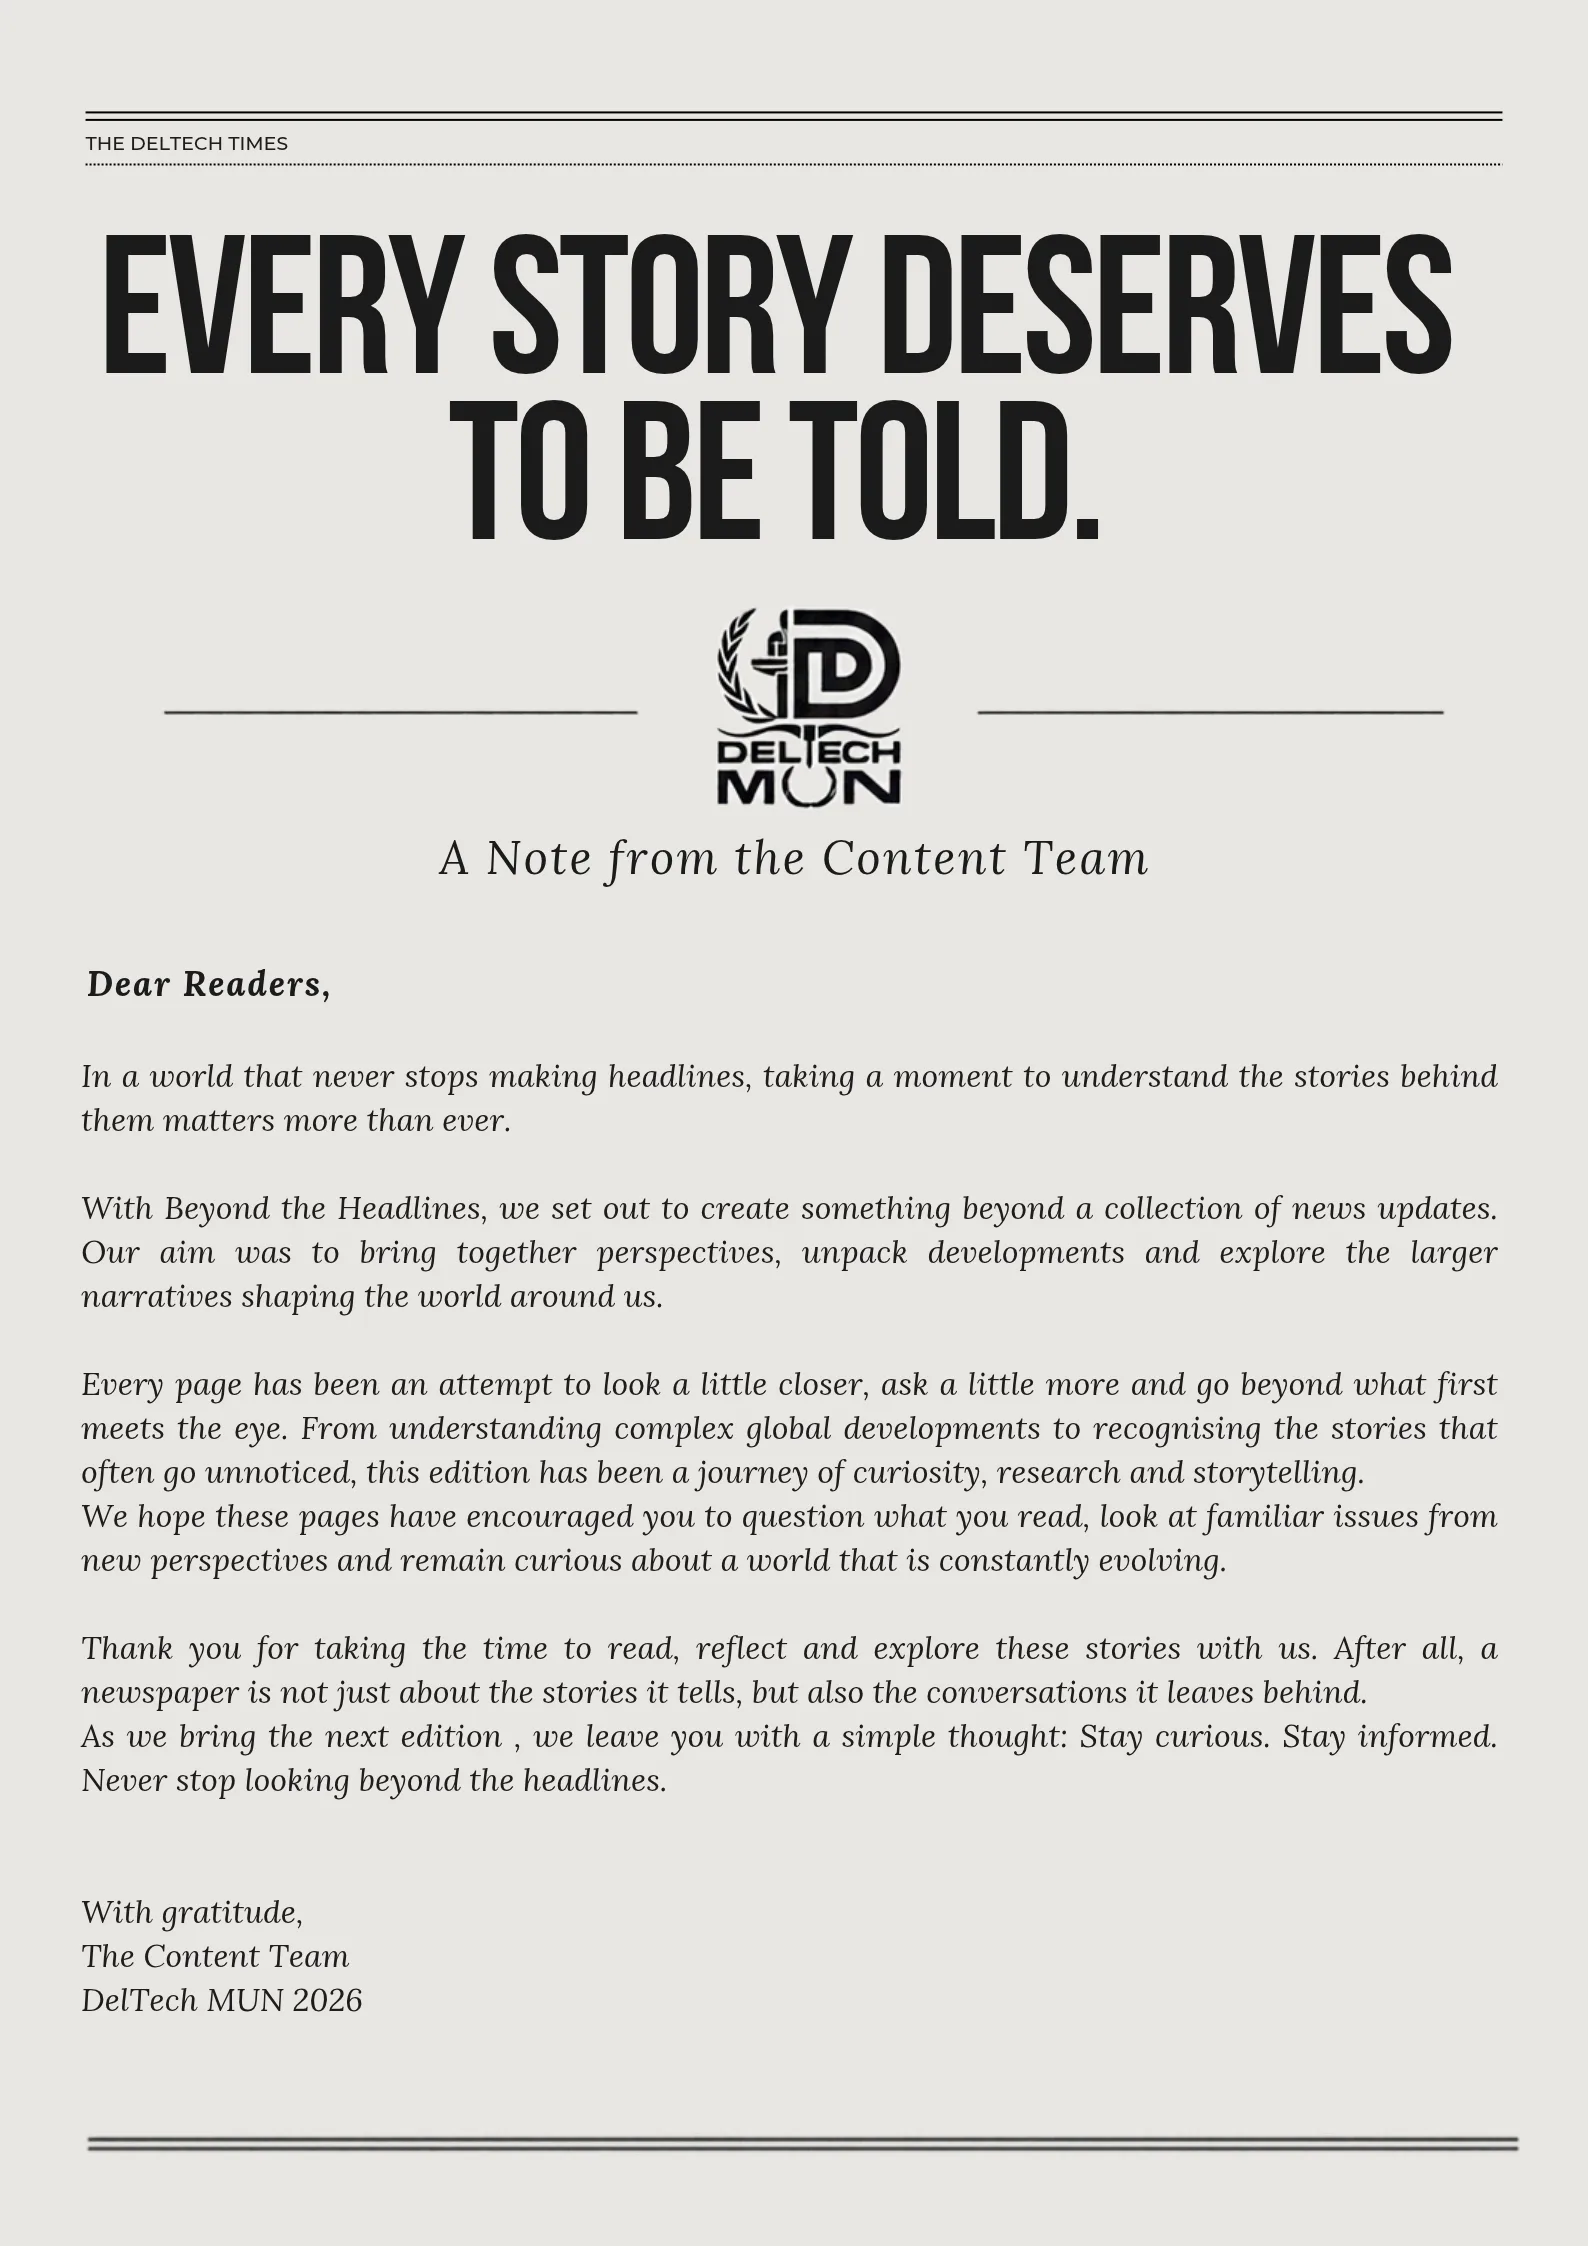 THE DELTECH TIMES
EVERY STORY DESERVES
TO BE TOLD.
DELTECH
MUN
A Note from the Content Team
Dear Readers,
In a world that never stops making headlines, taking a moment to understand the stories behind
them matters more than ever.
With Beyond the Headlines, we set out to create something beyond a collection of news updates.
Our aim was to bring together perspectives, unpack developments and explore the larger
narratives shaping the world around us.
Every page has been an attempt to look a little closer, ask a little more and go beyond what first
meets the eye. From understanding complex global developments to recognising the stories that
often go unnoticed, this edition has been a journey of curiosity, research and storytelling.
We hope these pages have encouraged you to question what you read, look at familiar issues from
new perspectives and remain curious about a world that is constantly evolving.
Thank you for taking the time to read, reflect and explore these stories with us. After all, a
newspaper is not just about the stories it tells, but also the conversations it leaves behind.
As we bring the next edition , we leave you with a simple thought: Stay curious. Stay informed.
Never stop looking beyond the headlines.
With gratitude,
The Content Team
DelTech MUN 2026